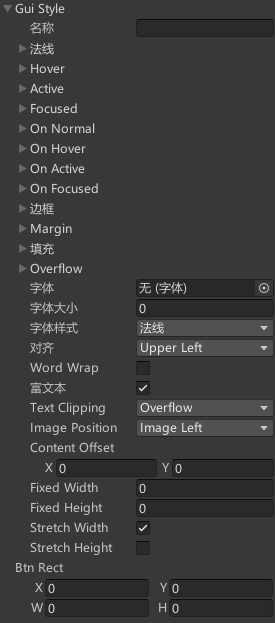 Gui Style
名称
法线
Hover
Active
Focused
On Normal
On Hover
On Active
On Focused
边框
Margin
填充
Overflow
字体 无 (字体)
字体大小 0
字体样式 法线
对齐 Upper Left
Word Wrap
富文本
Text Clipping Overflow
Image Position Image Left
Content Offset
X 0 Y 0
Fixed Width 0
Fixed Height 0
Stretch Width
Stretch Height
Btn Rect
X 0 Y 0
W 0 H 0